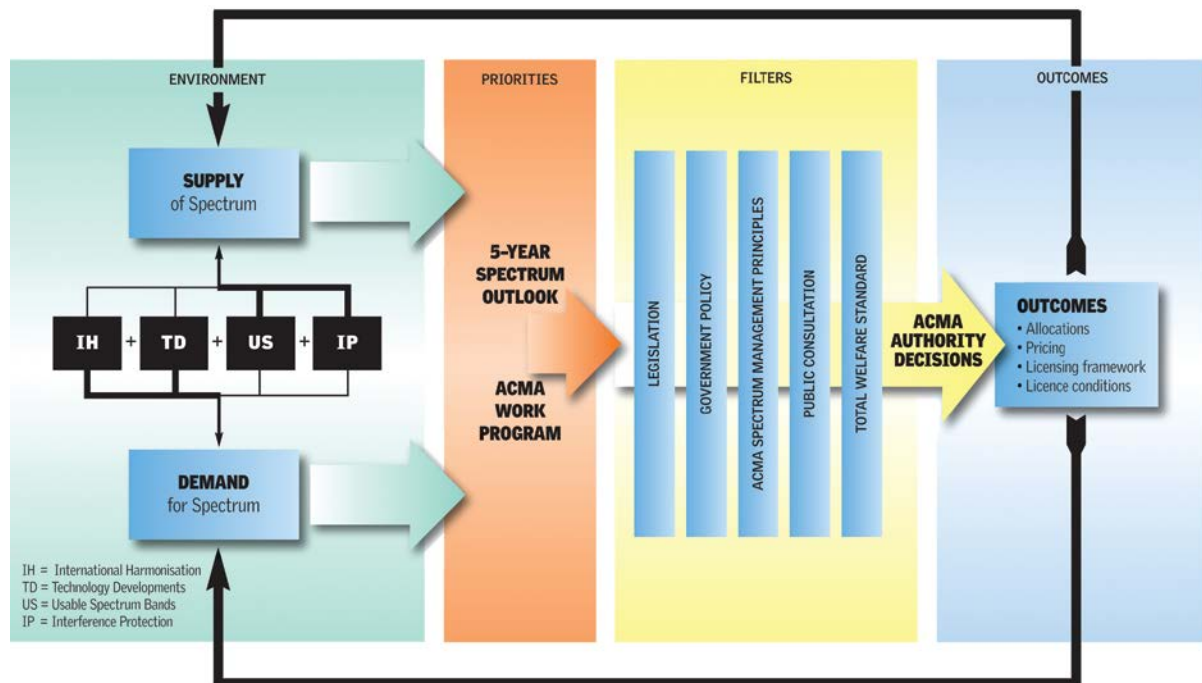 ENVIRONMENT
SUPPLY
of Spectrum
IH + TD + US + IP
DEMAND
for Spectrum
IH = International Harmonisation
TD = Technology Developments
US = Usable Spectrum Bands
IP = Interference Protection
PRIORITIES
5–YEAR
SPECTRUM
OUTLOOK
ACMA
WORK
PROGRAM
FILTERS
LEGISLATION
GOVERNMENT POLICY
ACMA SPECTRUM MANAGEMENT PRINCIPLES
PUBLIC CONSULTATION
TOTAL WELFARE STANDARD
ACMA
AUTHORITY
DECISIONS
OUTCOMES
OUTCOMES
• Allocations
• Pricing
• Licensing framework
• Licence conditions